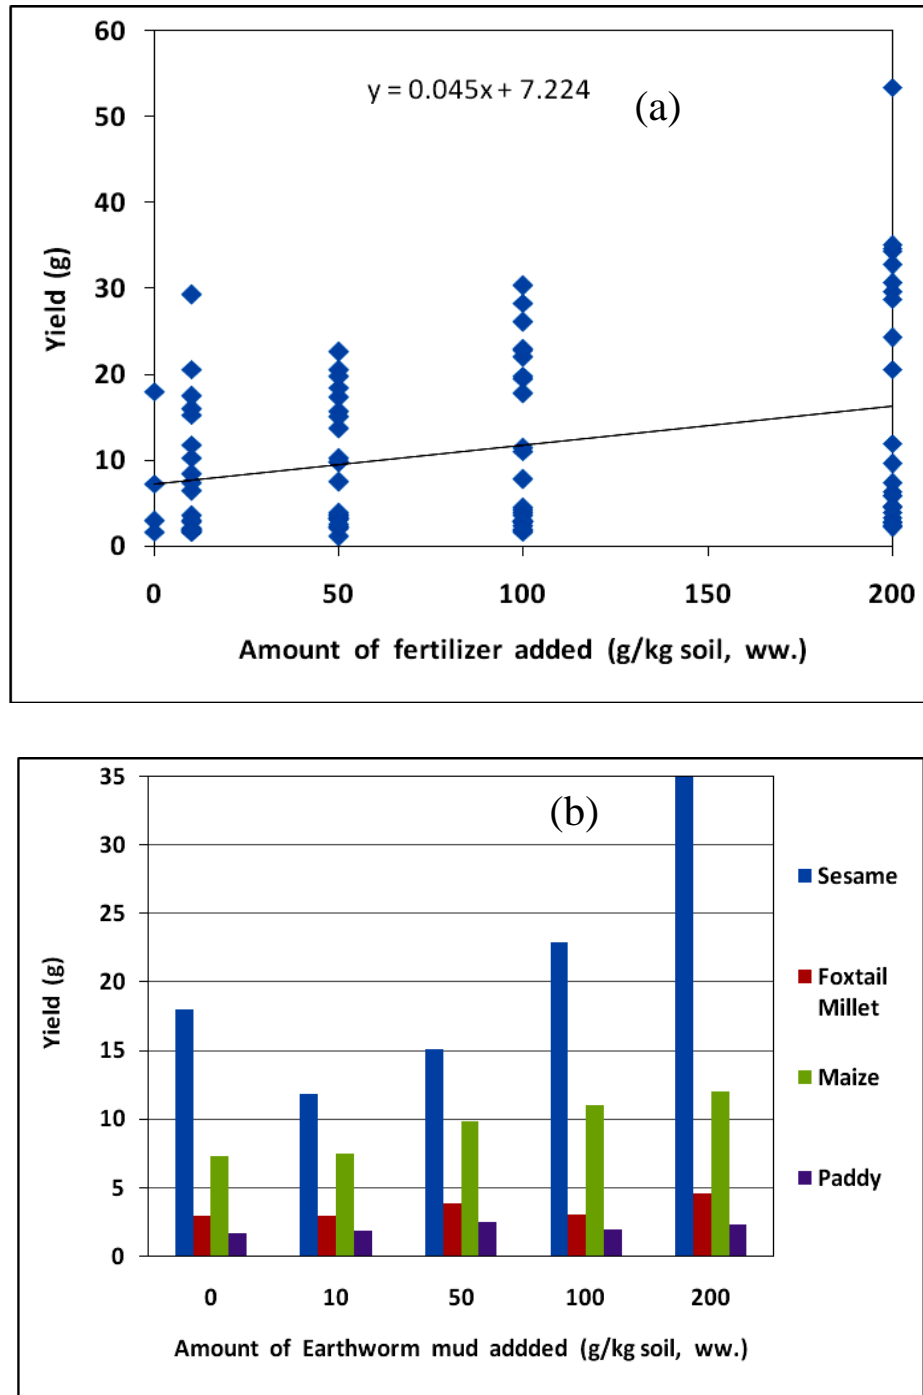 60
50
40
30
20
10
0
y = 0.045x + 7.224
(a)
Yield (g)
0 50 100 150 200
Amount of fertilizer added (g/kg soil, ww.)
35
30
25
20
15
10
5
0
(b)
Yield (g)
Sesame
Foxtail
Millet
Maize
Paddy
0 10 50 100 200
Amount of Earthworm mud addded (g/kg soil, ww.)